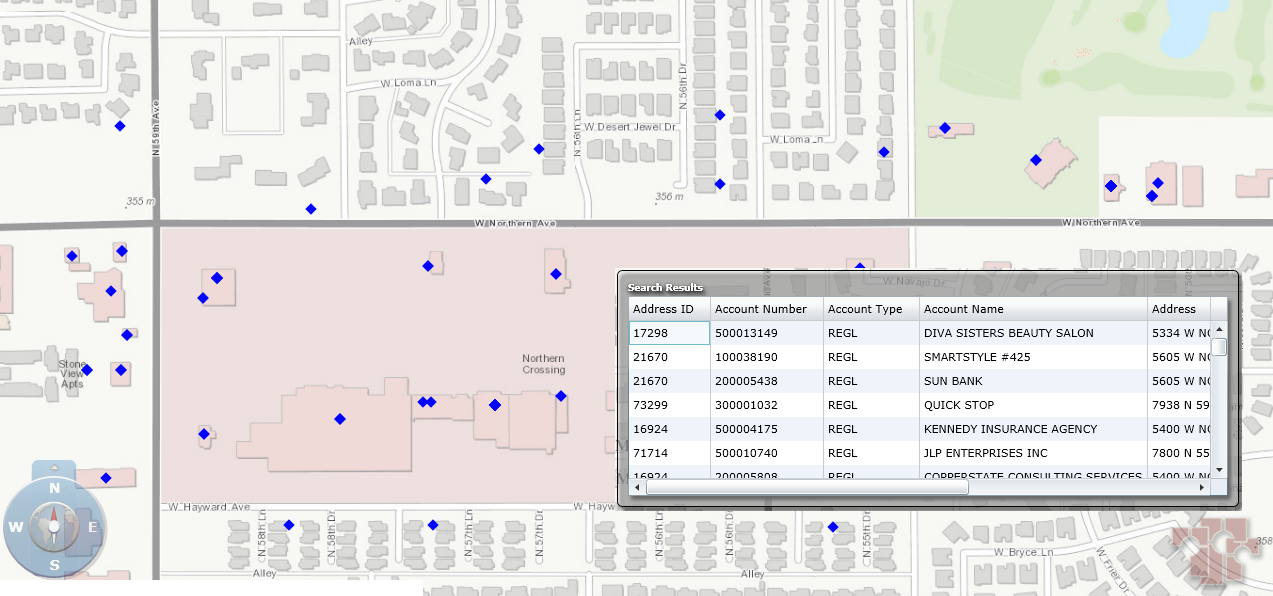 Alley
W Loma Ln
N 56th Dr
N 59th Ave
N 56th Ln
W Desert Jewel Dr
W Loma Ln
355 m
356 m
W Northern Ave
W Northern Ave
W Navajo Dr
Search Results
Address ID Account Number Account Type Account Name Address
17298 500013149 REGL DIVA SISTERS BEAUTY SALON 5334 W NO
21670 100038190 REGL SMARTSTYLE #425 5605 W NO
21670 200005438 REGL SUN BANK 5605 W NO
73299 300001032 REGL QUICK STOP 7938 N 59
16924 500004175 REGL KENNEDY INSURANCE AGENCY 5400 W NO
71714 500010740 REGL JLP ENTERPRISES INC 7800 N 55
16924 200005808 REGL COPPERSTATE CONSULTING SERVICES 5400 W NO
Northern
Crossing
Stone
View
Apts
N
W E
S
W Hayward Ave
W Hayw
N 58th Ln
N 58th Dr
N 57th Ln
N 57th Dr
N 56th Ln
N 56th Dr
N 55th Dr
W Bryce Ln
W Frier Dr
358
Alley
Alley